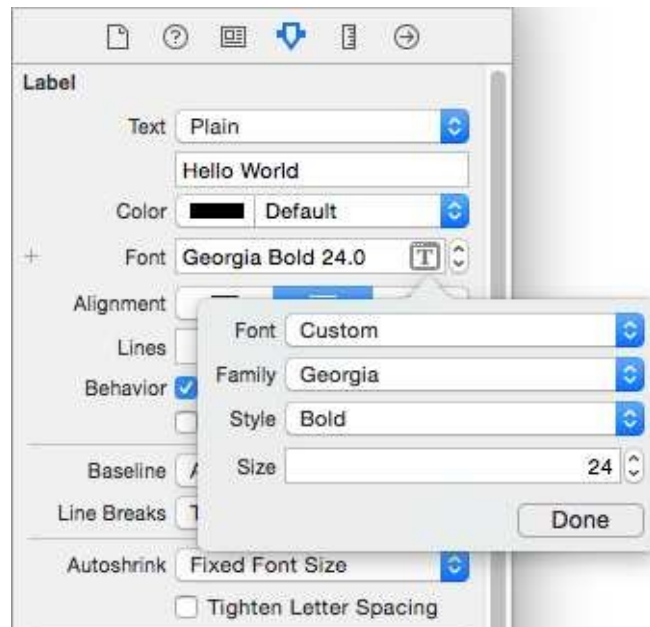 Label
Text Plain
Hello World
Color Default
Font Georgia Bold 24.0 T
Alignment
Font Custom
Lines
Family Georgia
Behavior
Style Bold
Baseline
Size 24
Line Breaks
Done
Autoshrink Fixed Font Size
Tighten Letter Spacing